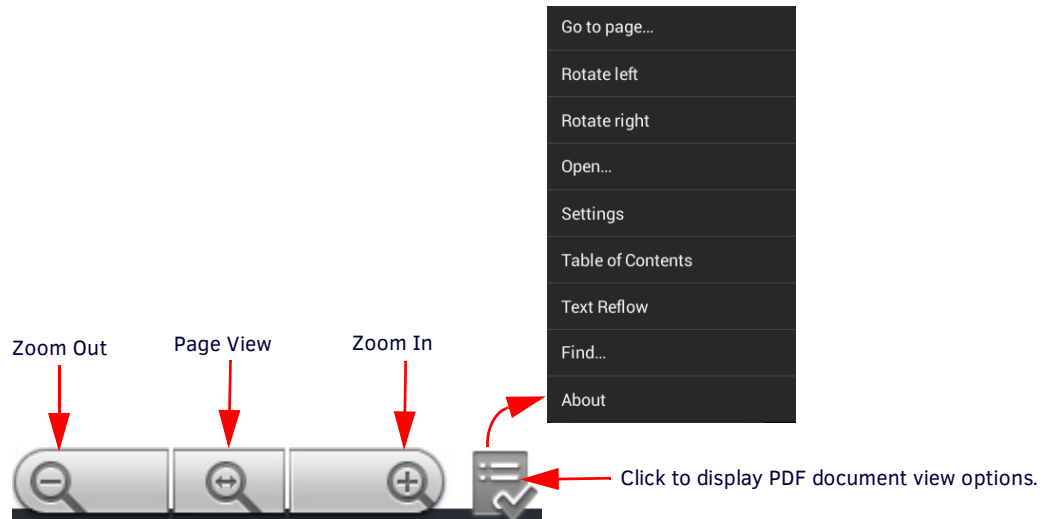 Go to page...
Rotate left
Rotate right
Open...
Settings
Table of Contents
Text Reflow
Find...
About
Zoom Out
Page View
Zoom In
Click to display PDF document view options.